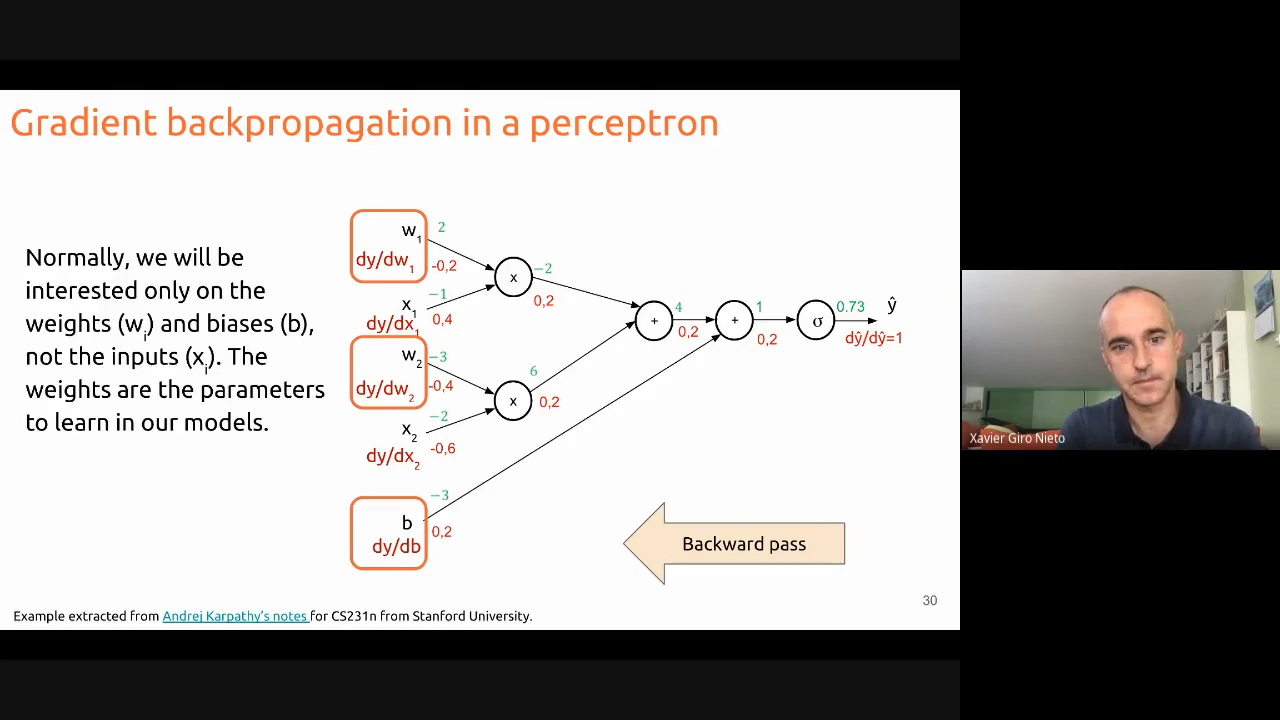 Gradient backpropagation in a perceptron
Normally, we will be
interested only on the
weights (wi) and biases (b),
not the inputs (xi). The
weights are the parameters
to learn in our models.
w1
2
dy/dw1
-0,2
x
−2
0,2
x1
−1
dy/dx1
0,4
w2
−3
dy/dw2
-0,4
x
6
0,2
x2
−2
dy/dx2
-0,6
b
−3
dy/db
0,2
+
4
0,2
+
1
0,2
σ
0.73
ŷ
dŷ/dŷ=1
Backward pass
30
Example extracted from Andrej Karpathy's notes for CS231n from Stanford University.
Xavier Giro Nieto